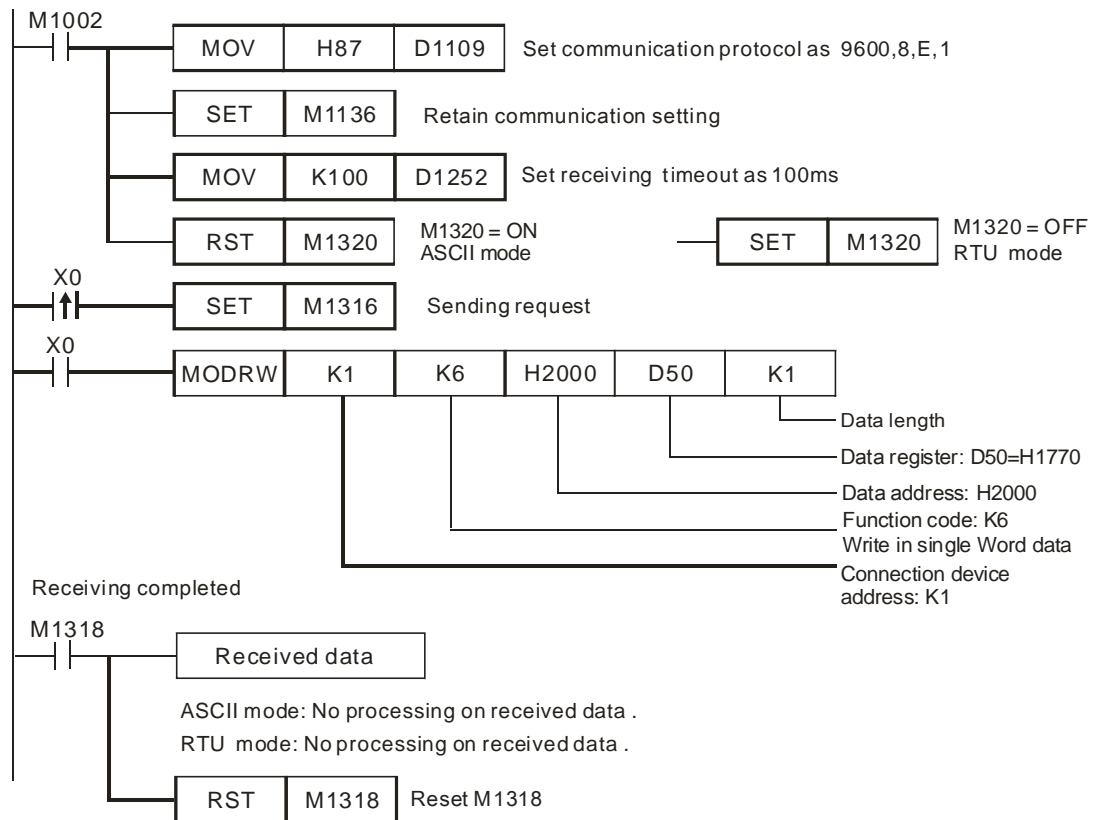 M1002
MOV H87 D1109 Set communication protocol as 9600,8,E,1
SET M1136 Retain communication setting
MOV K100 D1252 Set receiving timeout as 100ms
RST M1320 M1320 = ON
ASCII mode
SET M1320 M1320 = OFF
RTU mode
X0
SET M1316 Sending request
X0
MODRW K1 K6 H2000 D50 K1
Data length
Data register: D50=H1770
Data address: H2000
Function code: K6
Write in single Word data
Connection device
address: K1
Receiving completed
M1318
Received data
ASCII mode: No processing on received data .
RTU mode: No processing on received data .
RST M1318 Reset M1318